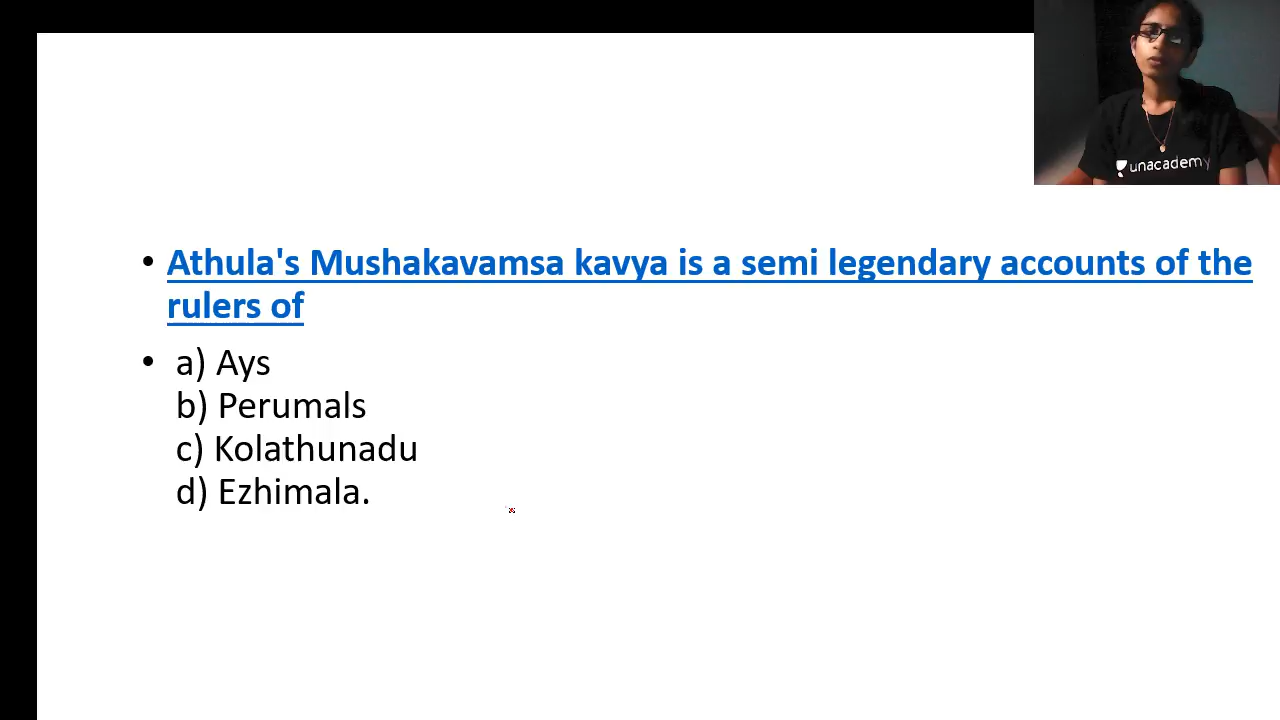 unacademy
• Athula's Mushakavamsa kavya is a semi legendary accounts of the
rulers of
• a) Ays
b) Perumals
c) Kolathunadu
d) Ezhimala.